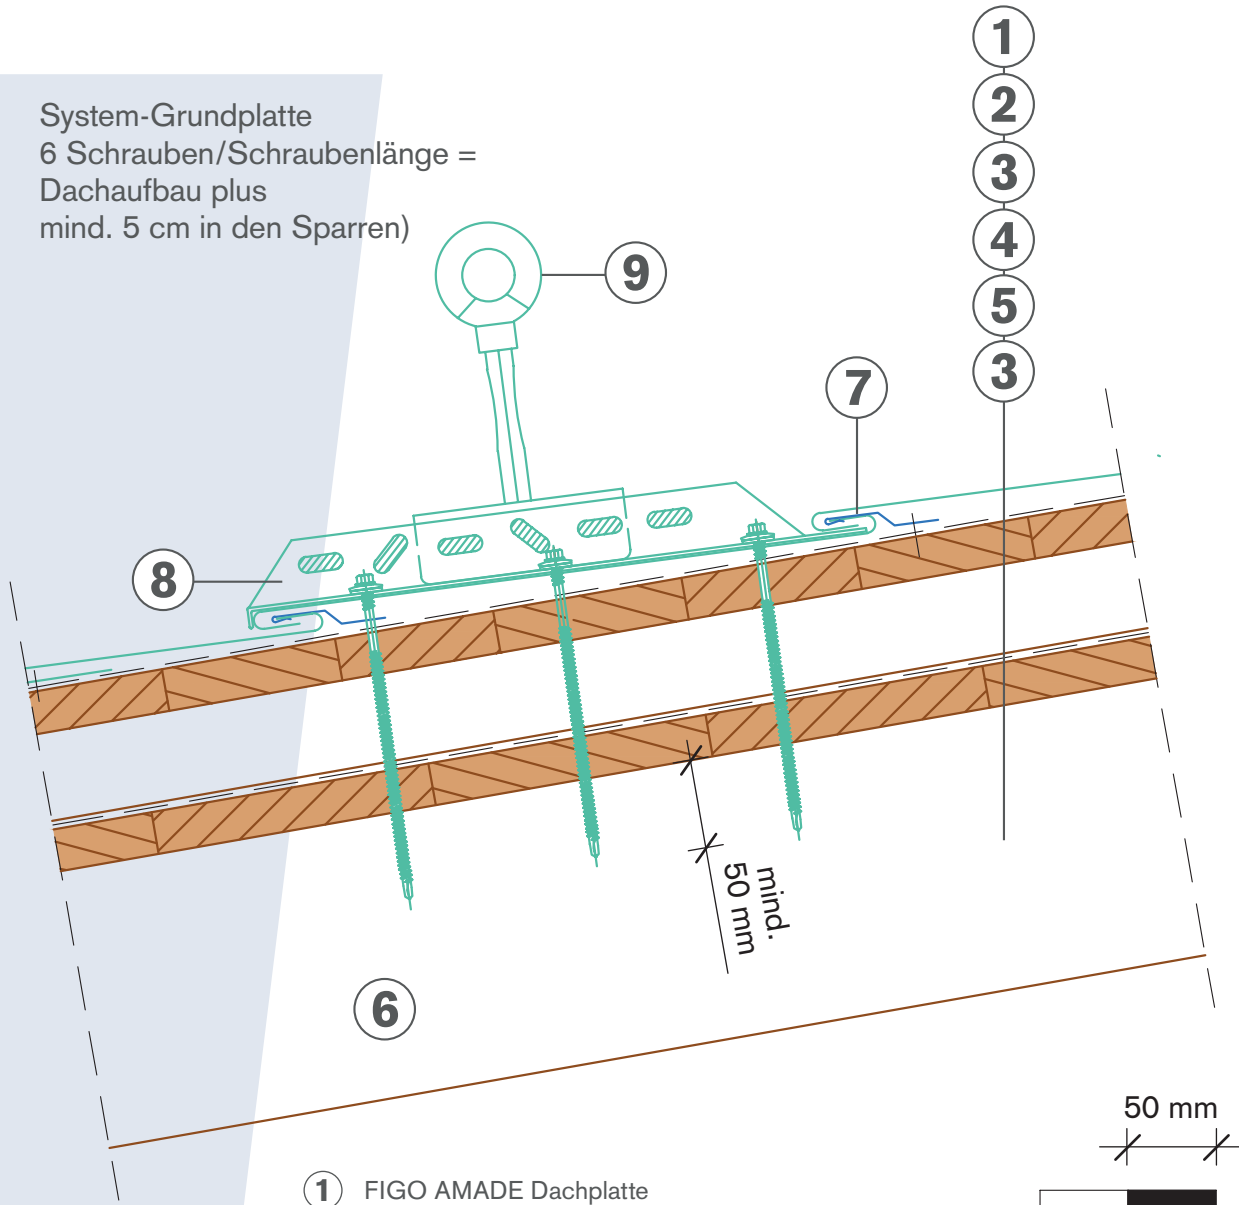 1
2
3
4
5
3
System-Grundplatte
6 Schrauben/Schraubenlänge =
Dachaufbau plus
mind. 5 cm in den Sparren)
9
7
8
mind.
50 mm
6
50 mm
1 FIGO AMADE Dachplatte